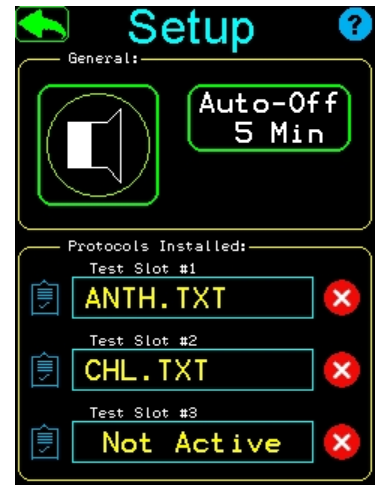 Setup ?
General:
Auto-Off
5 Min
Protocols Installed:
Test Slot #1
ANTH.TXT
Test Slot #2
CHL.TXT
Test Slot #3
Not Active